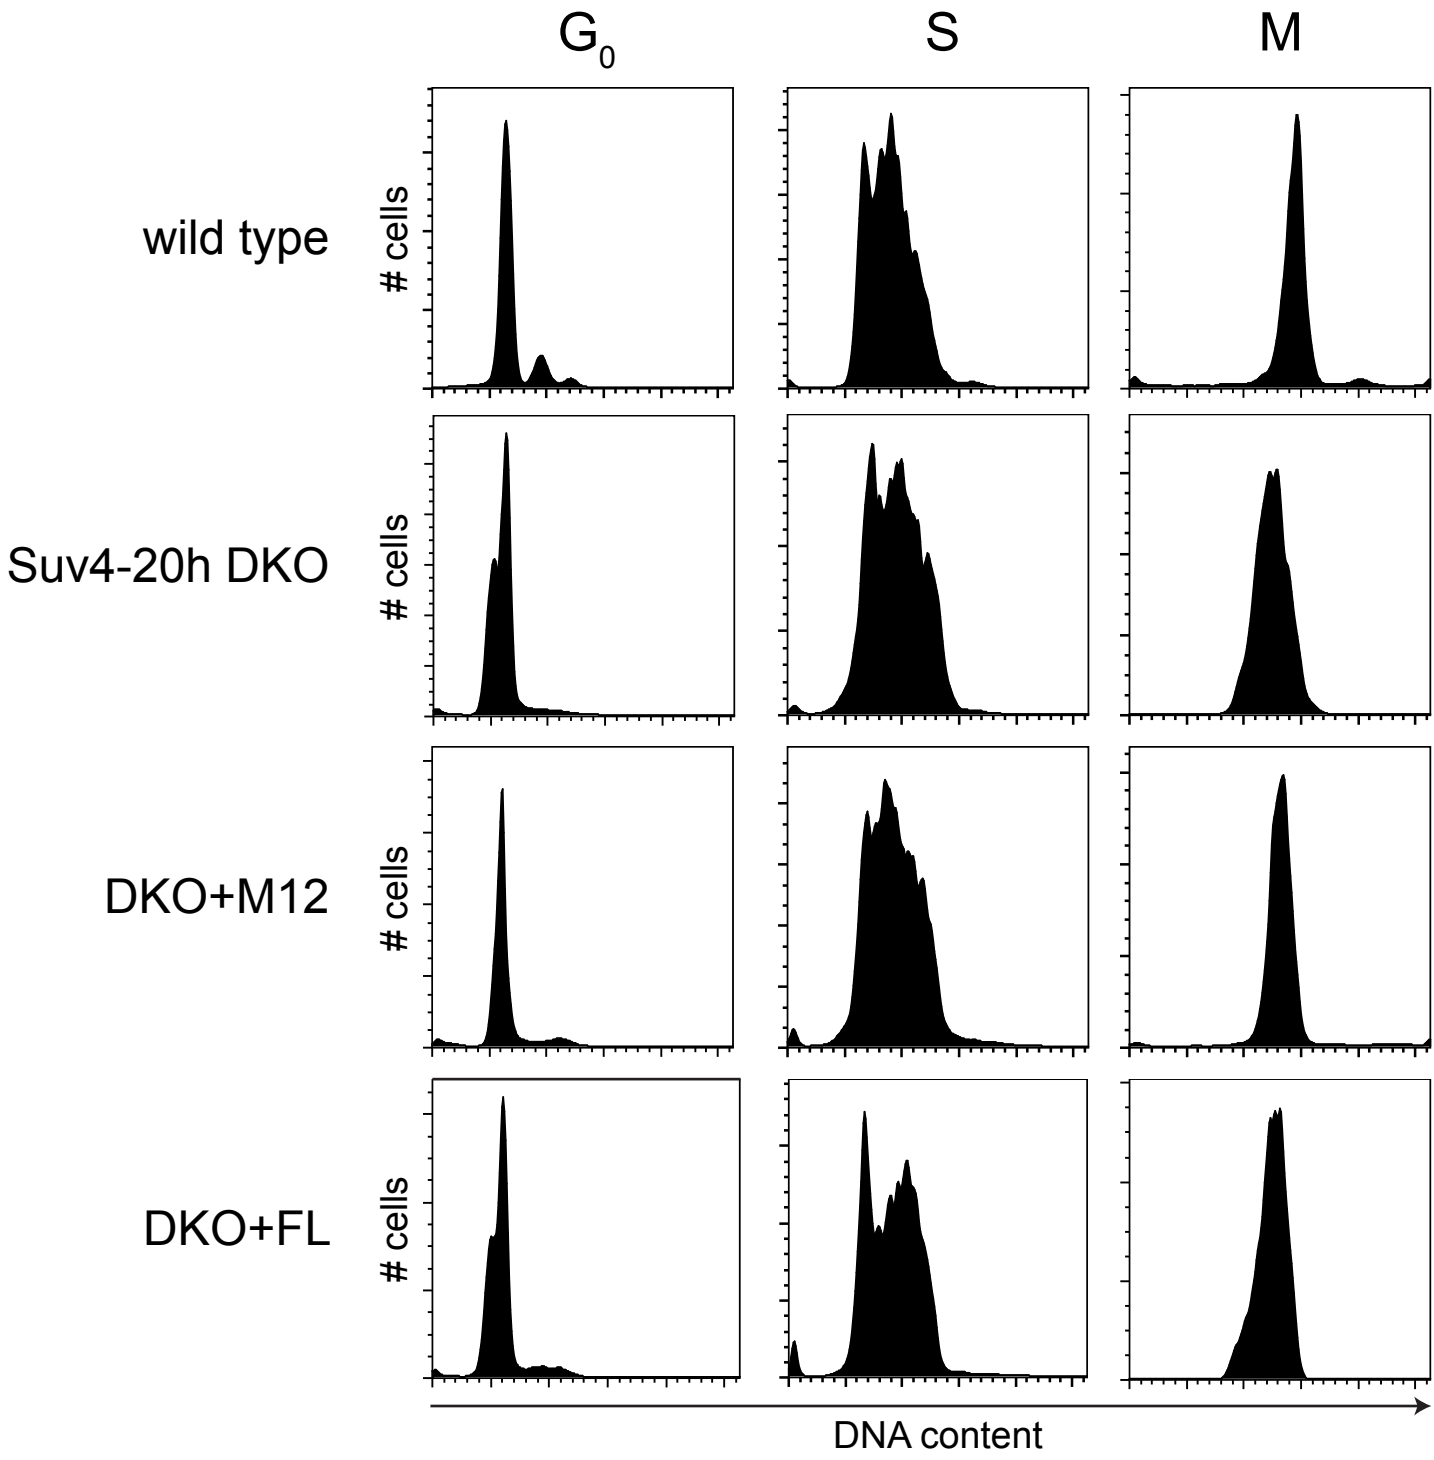 G0 S M
wild type # cells
Suv4-20h DKO # cells
DKO+M12 # cells
DKO+FL # cells
DNA content